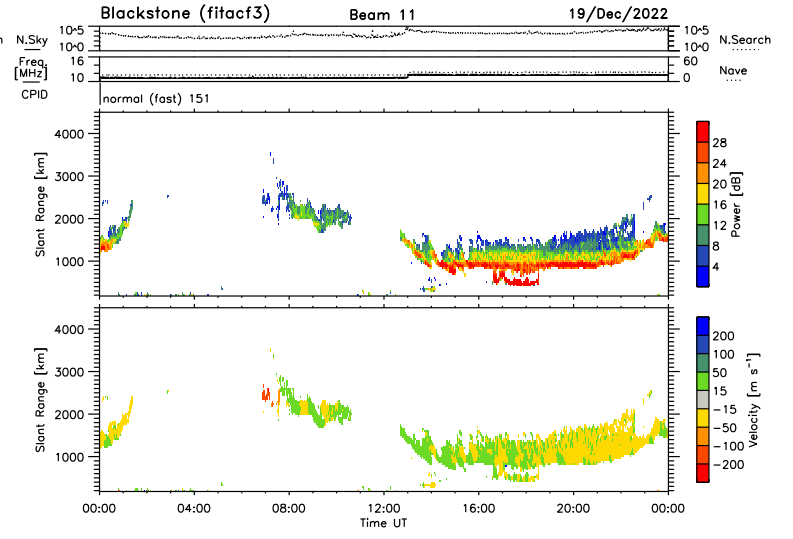 Blackstone (fitacf3) Beam 11 19/Dec/2022
n N.Sky 10^5 10^5 N.Search
10^0 10^0
Freq. 16 60 Nave
[MHz] 10 0
CPID normal (fast) 151
Slant Range [km]
4000
3000
2000
1000
28
24
20
16
12
8
4
Power [dB]
Slant Range [km]
4000
3000
2000
1000
200
100
50
15
-15
-50
-100
-200
Velocity [m s⁻¹]
00:00 04:00 08:00 12:00 16:00 20:00 00:00
Time UT